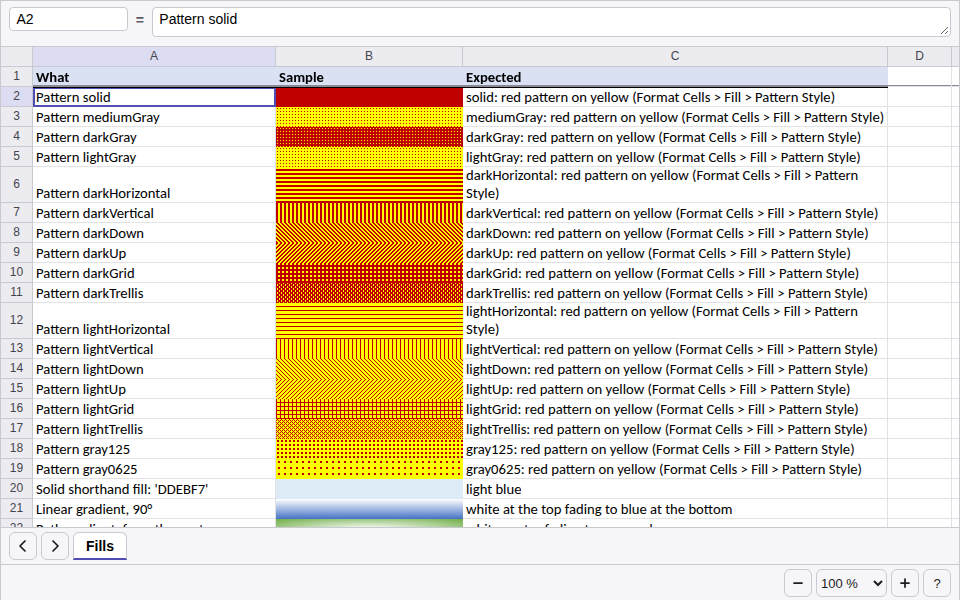 A2 = Pattern solid
A B C D
1 What Sample Expected
2 Pattern solid solid: red pattern on yellow (Format Cells > Fill > Pattern Style)
3 Pattern mediumGray mediumGray: red pattern on yellow (Format Cells > Fill > Pattern Style)
4 Pattern darkGray darkGray: red pattern on yellow (Format Cells > Fill > Pattern Style)
5 Pattern lightGray lightGray: red pattern on yellow (Format Cells > Fill > Pattern Style)
6 Pattern darkHorizontal darkHorizontal: red pattern on yellow (Format Cells > Fill > Pattern
Style)
7 Pattern darkVertical darkVertical: red pattern on yellow (Format Cells > Fill > Pattern Style)
8 Pattern darkDown darkDown: red pattern on yellow (Format Cells > Fill > Pattern Style)
9 Pattern darkUp darkUp: red pattern on yellow (Format Cells > Fill > Pattern Style)
10 Pattern darkGrid darkGrid: red pattern on yellow (Format Cells > Fill > Pattern Style)
11 Pattern darkTrellis darkTrellis: red pattern on yellow (Format Cells > Fill > Pattern Style)
12 Pattern lightHorizontal lightHorizontal: red pattern on yellow (Format Cells > Fill > Pattern
Style)
13 Pattern lightVertical lightVertical: red pattern on yellow (Format Cells > Fill > Pattern Style)
14 Pattern lightDown lightDown: red pattern on yellow (Format Cells > Fill > Pattern Style)
15 Pattern lightUp lightUp: red pattern on yellow (Format Cells > Fill > Pattern Style)
16 Pattern lightGrid lightGrid: red pattern on yellow (Format Cells > Fill > Pattern Style)
17 Pattern lightTrellis lightTrellis: red pattern on yellow (Format Cells > Fill > Pattern Style)
18 Pattern gray125 gray125: red pattern on yellow (Format Cells > Fill > Pattern Style)
19 Pattern gray0625 gray0625: red pattern on yellow (Format Cells > Fill > Pattern Style)
20 Solid shorthand fill: 'DDEBF7' light blue
21 Linear gradient, 90° white at the top fading to blue at the bottom
Fills
100 % + ?